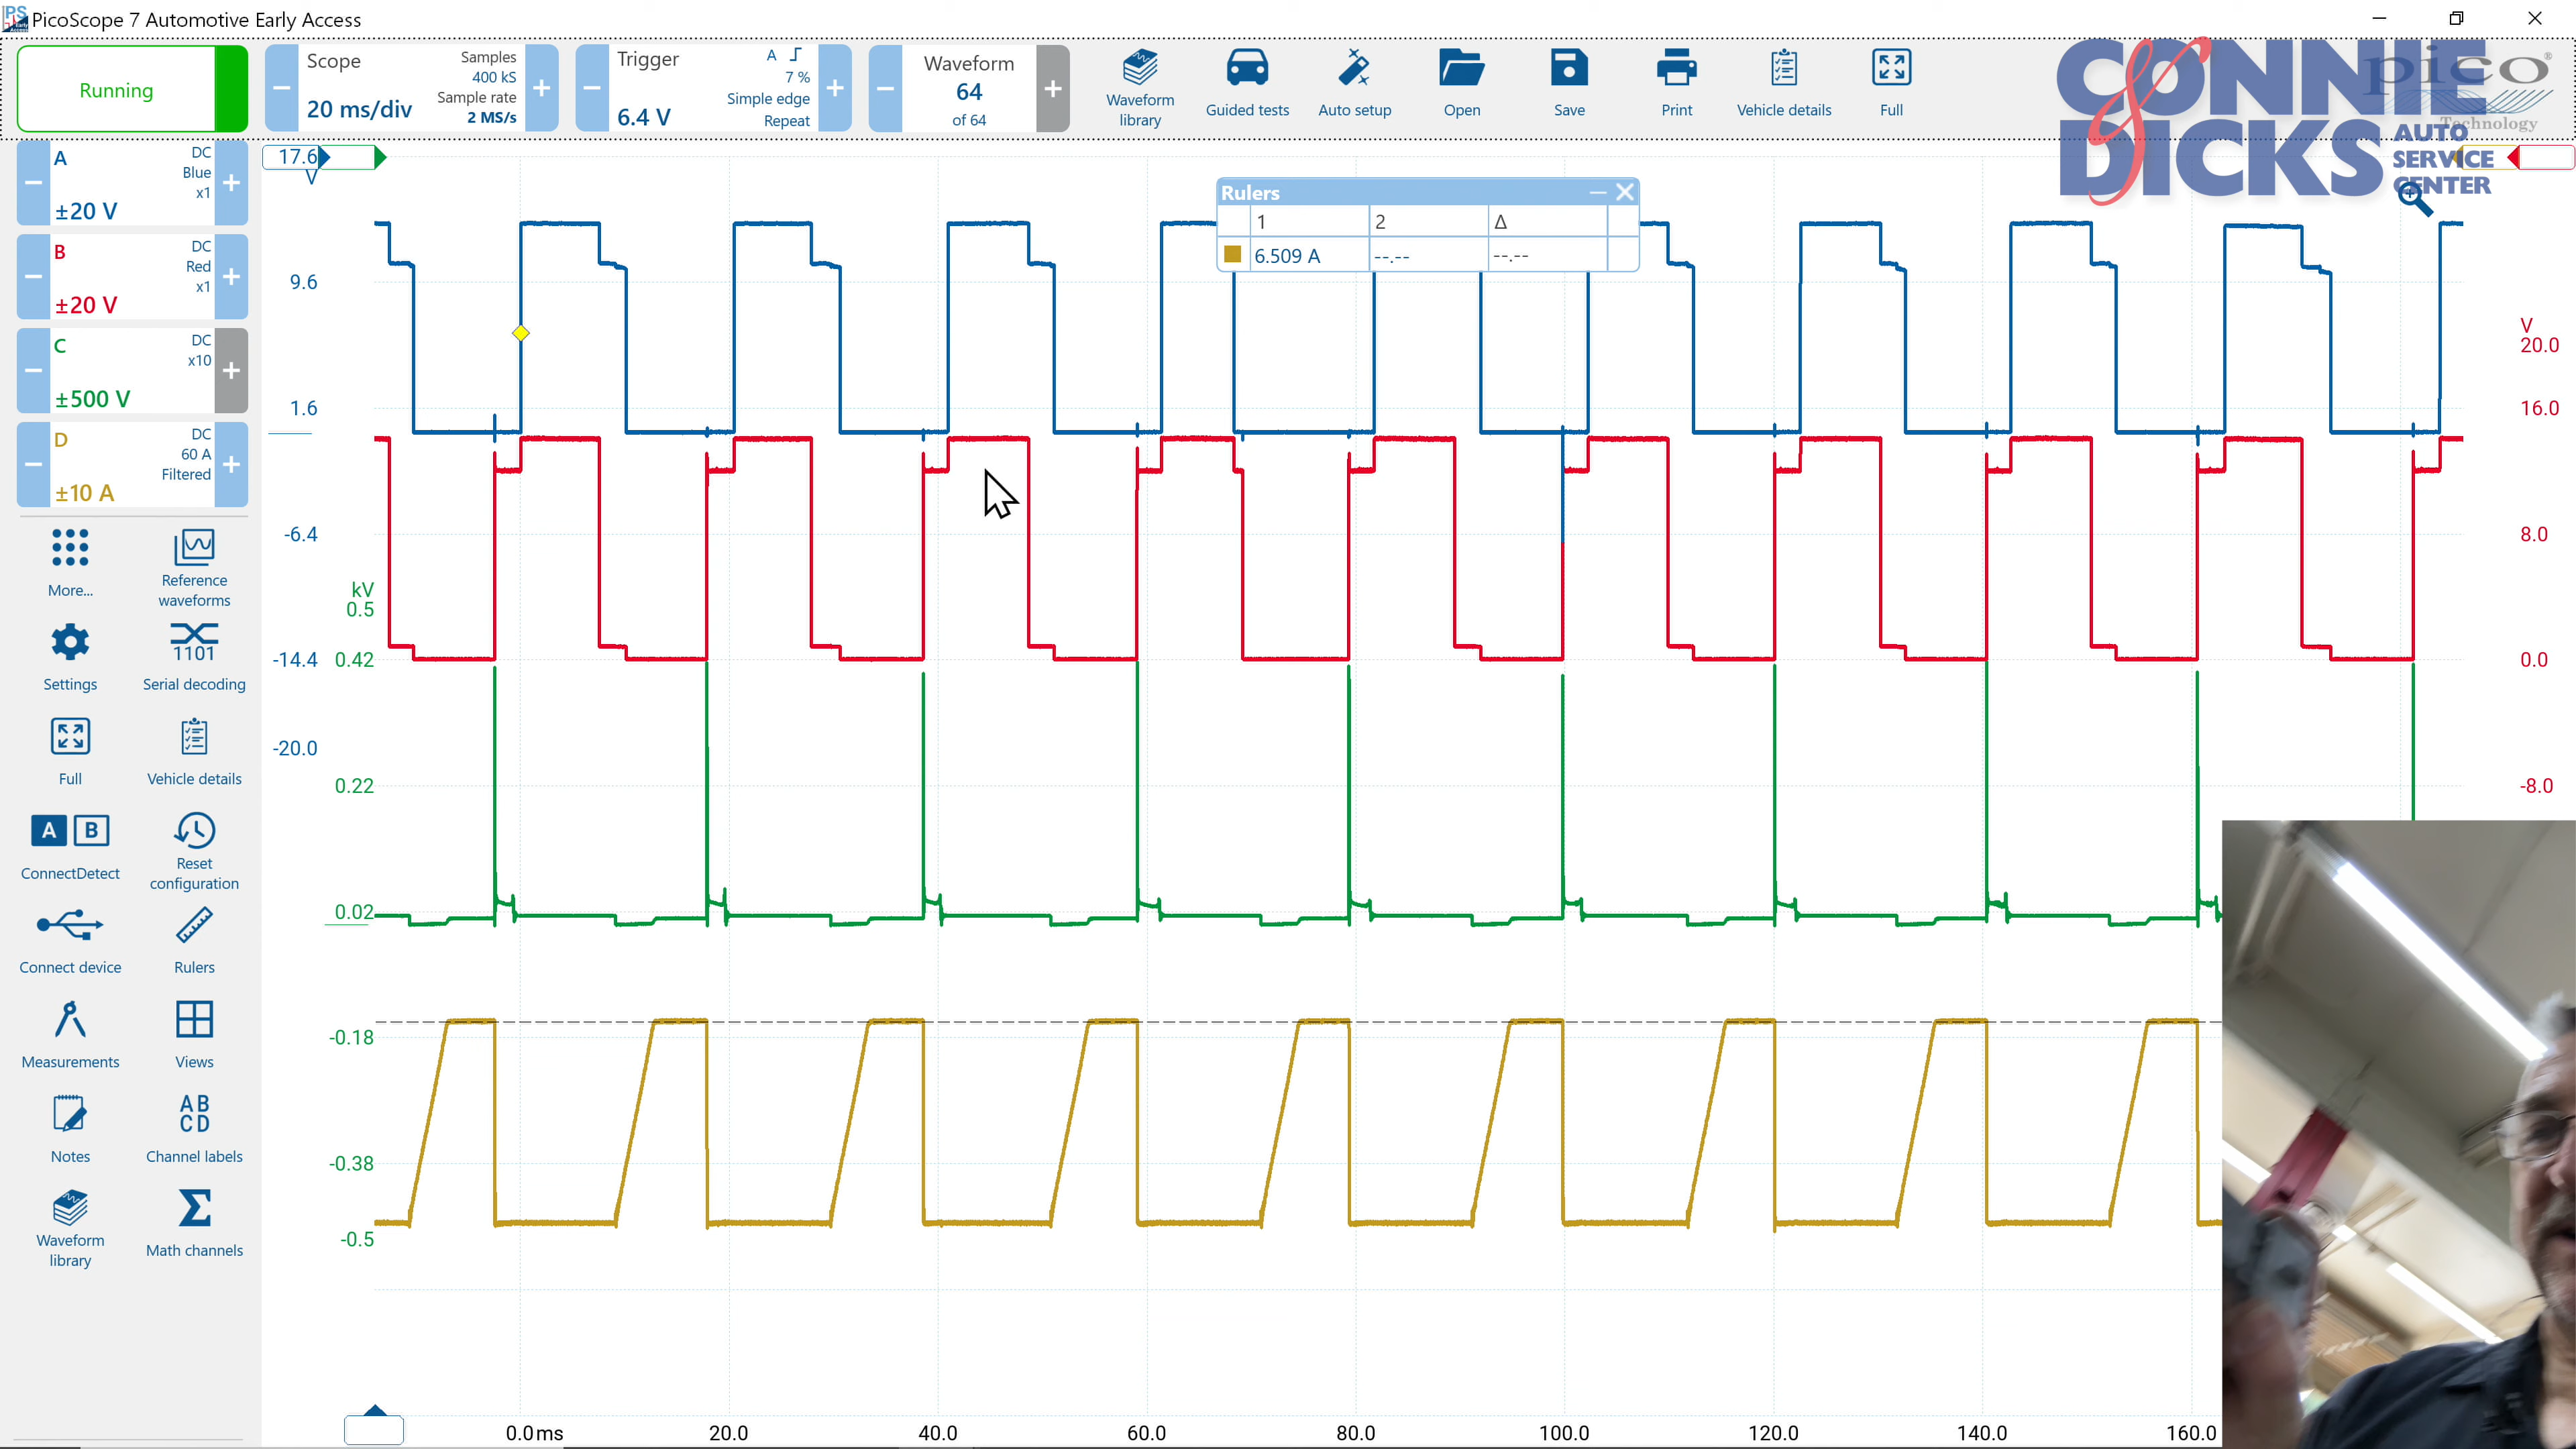 PicoScope 7 Automotive Early Access
Running
Scope
20 ms/div
Samples
400 kS
Sample rate
2 MS/s
Trigger
6.4 V
A
7 %
Simple edge
Repeat
Waveform
64
of 64
Waveform
library
Guided tests
Auto setup
Open
Save
Print
Vehicle details
Full
CONNIE
&
DICKS
AUTO
SERVICE
CENTER
pico
Technology
A
DC
Blue
x1
±20 V
B
DC
Red
x1
±20 V
C
DC
x10
±500 V
D
DC
60 A
Filtered
±10 A
More...
Reference
waveforms
Settings
1101
Serial decoding
Full
Vehicle details
A B
ConnectDetect
Reset
configuration
Connect device
Rulers
Measurements
Views
Notes
AB
CD
Channel labels
Waveform
library
Math channels
17.6
V
9.6
1.6
-6.4
-14.4
-20.0
kV
0.5
0.42
0.22
0.02
-0.18
-0.38
-0.5
Rulers
1 2 Δ
6.509 A --.-- --.--
V
20.0
16.0
8.0
0.0
-8.0
0.0ms 20.0 40.0 60.0 80.0 100.0 120.0 140.0 160.0